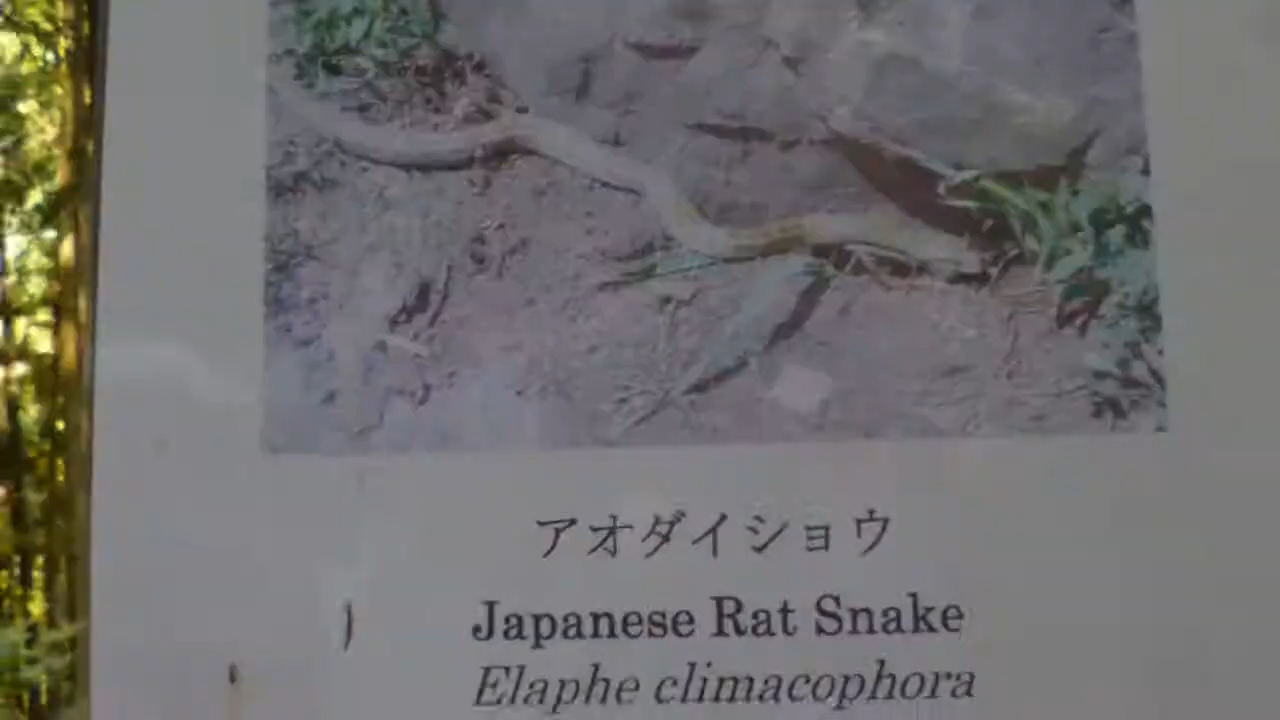 アオダイショウ
Japanese Rat Snake
Elaphe climacophora